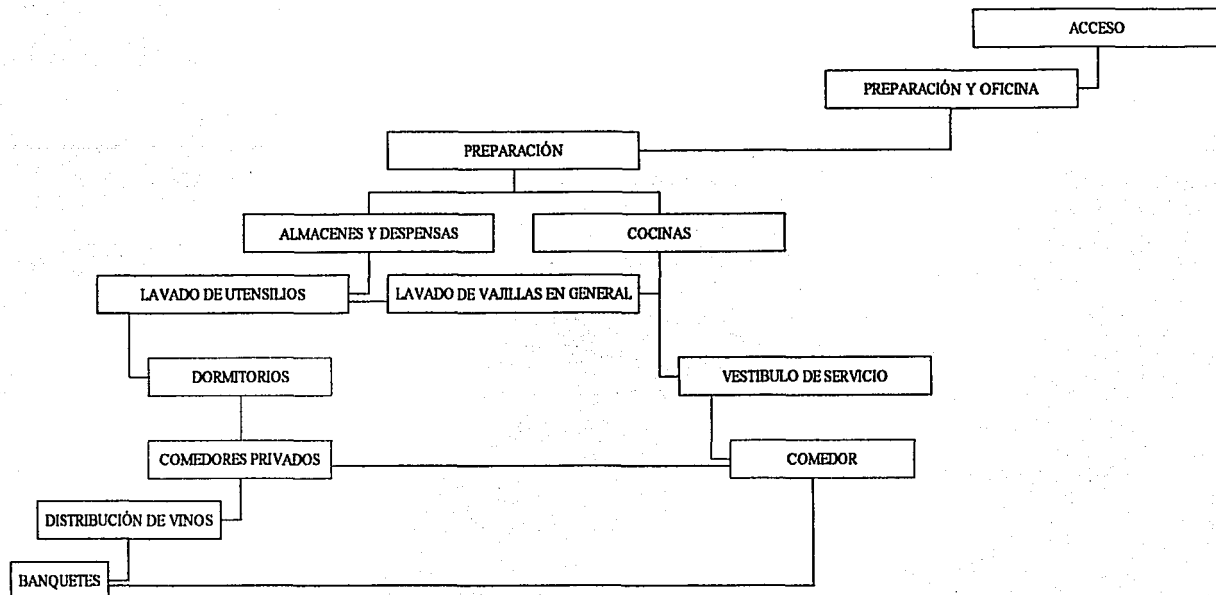 ACCESO
PREPARACIÓN Y OFICINA
PREPARACIÓN
ALMACENES Y DESPENSAS
COCINAS
LAVADO DE UTENSILIOS
LAVADO DE VAJILLAS EN GENERAL
DORMITORIOS
VESTIBULO DE SERVICIO
COMEDORES PRIVADOS
COMEDOR
DISTRIBUCIÓN DE VINOS
BANQUETES